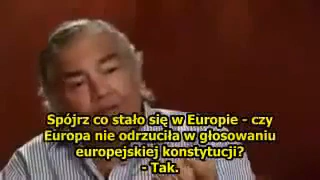 Spójrz co stało się w Europie - czy
Europa nie odrzuciła w głosowaniu
europejskiej konstytucji?
- Tak.